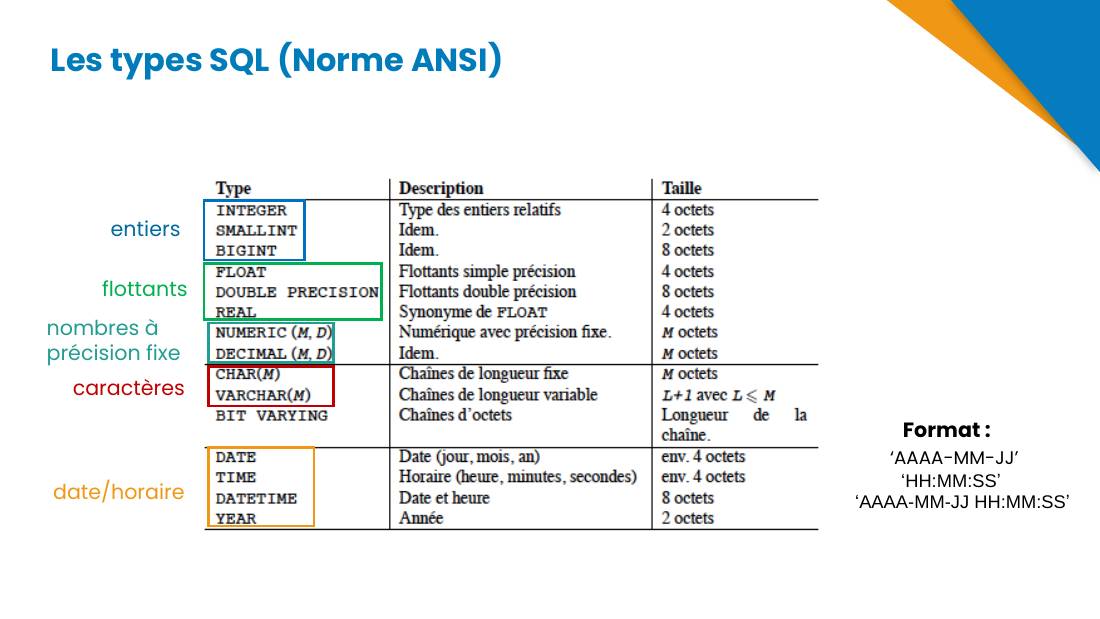 Les types SQL (Norme ANSI)
Type Description Taille
entiers
INTEGER Type des entiers relatifs 4 octets
SMALLINT Idem. 2 octets
BIGINT Idem. 8 octets
flottants
FLOAT Flottants simple précision 4 octets
DOUBLE PRECISION Flottants double précision 8 octets
REAL Synonyme de FLOAT 4 octets
nombres à
précision fixe
NUMERIC (M, D) Numérique avec précision fixe. M octets
DECIMAL (M, D) Idem. M octets
caractères
CHAR(M) Chaînes de longueur fixe M octets
VARCHAR(M) Chaînes de longueur variable L+1 avec L ⩽ M
BIT VARYING Chaînes d’octets Longueur de la
chaîne.
date/horaire
DATE Date (jour, mois, an) env. 4 octets
TIME Horaire (heure, minutes, secondes) env. 4 octets
DATETIME Date et heure 8 octets
YEAR Année 2 octets
Format :
‘AAAA-MM-JJ’
‘HH:MM:SS’
‘AAAA-MM-JJ HH:MM:SS’